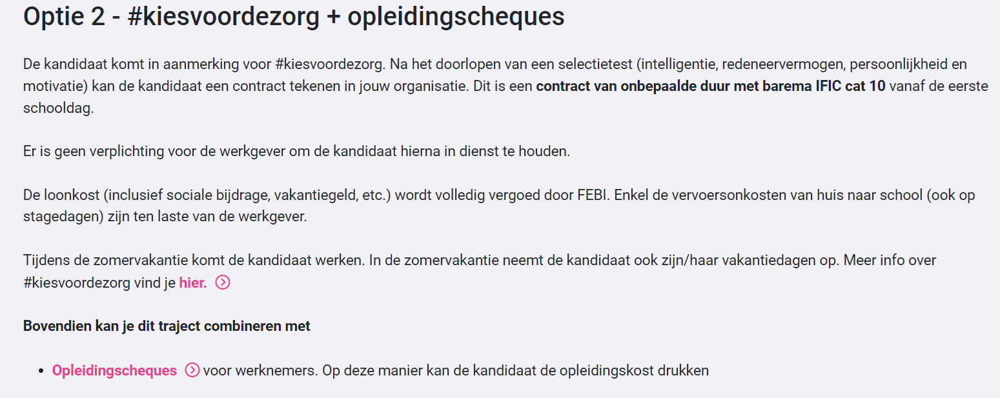 Optie 2 - #kiesvoordezorg + opleidingscheques
De kandidaat komt in aanmerking voor #kiesvoordezorg. Na het doorlopen van een selectietest (intelligentie, redeneervermogen, persoonlijkheid en
motivatie) kan de kandidaat een contract tekenen in jouw organisatie. Dit is een contract van onbepaalde duur met barema IFIC cat 10 vanaf de eerste
schooldag.
Er is geen verplichting voor de werkgever om de kandidaat hierna in dienst te houden.
De loonkost (inclusief sociale bijdrage, vakantiegeld, etc.) wordt volledig vergoed door FEBI. Enkel de vervoersonkosten van huis naar school (ook op
stagedagen) zijn ten laste van de werkgever.
Tijdens de zomervakantie komt de kandidaat werken. In de zomervakantie neemt de kandidaat ook zijn/haar vakantiedagen op. Meer info over
#kiesvoordezorg vind je hier.
Bovendien kan je dit traject combineren met
• Opleidingscheques voor werknemers. Op deze manier kan de kandidaat de opleidingskost drukken